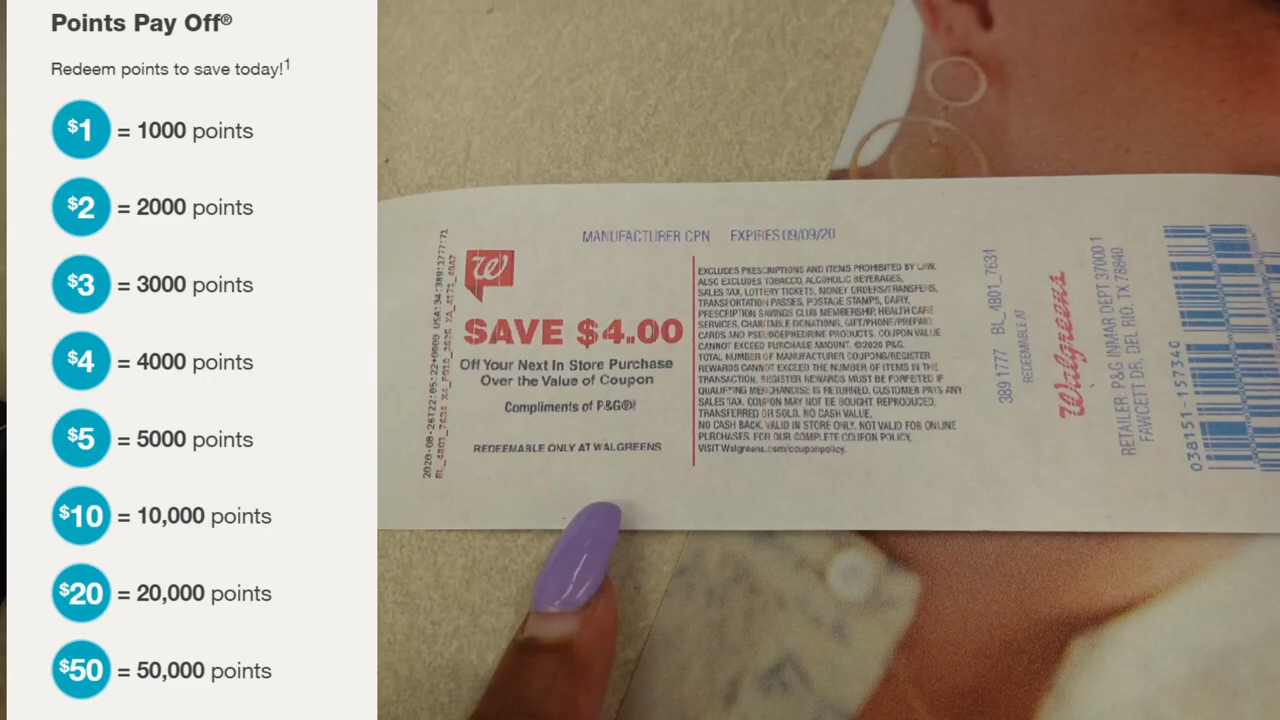 Points Pay Off®
Redeem points to save today!1
$1 = 1000 points
$2 = 2000 points
$3 = 3000 points
$4 = 4000 points
$5 = 5000 points
$10 = 10,000 points
$20 = 20,000 points
$50 = 50,000 points
MANUFACTURER CPN EXPIRES 09/09/20
W
SAVE $4.00
Off Your Next In Store Purchase
Over the Value of Coupon
Compliments of P&G®!
REDEEMABLE ONLY AT WALGREENS
EXCLUDES PRESCRIPTIONS AND ITEMS PROHIBITED BY LAW.
ALSO EXCLUDES TOBACCO, ALCOHOLIC BEVERAGES,
SALES TAX, LOTTERY TICKETS, MONEY ORDERS/TRANSFERS,
TRANSPORTATION PASSES, POSTAGE STAMPS, DAIRY,
PRESCRIPTION SAVINGS CLUB MEMBERSHIP, HEALTH CARE
SERVICES, CHARITABLE DONATIONS, GIFT/PHONE/PREPAID
CARDS AND PSEUDOEPHEDRINE PRODUCTS. COUPON VALUE
CANNOT EXCEED PURCHASE AMOUNT. ©2020 P&G.
TOTAL NUMBER OF MANUFACTURER COUPONS/REGISTER
REWARDS CANNOT EXCEED THE NUMBER OF ITEMS IN THE
TRANSACTION. REGISTER REWARDS MUST BE FORFEITED IF
QUALIFYING MERCHANDISE IS RETURNED. CUSTOMER PAYS ANY
SALES TAX. COUPON MAY NOT BE BOUGHT, REPRODUCED,
TRANSFERRED OR SOLD. NO CASH VALUE.
NO CASH BACK. VALID IN STORE ONLY. NOT VALID FOR ONLINE
PURCHASES. FOR OUR COMPLETE COUPON POLICY,
VISIT Walgreens.com/couponpolicy.
389 1777 BL_4801_7631
REDEEMABLE AT
Walgreens
RETAILER: P&G INMAR DEPT 37000 1
FAWCETT DR, DEL RIO, TX 78840
038151-157340